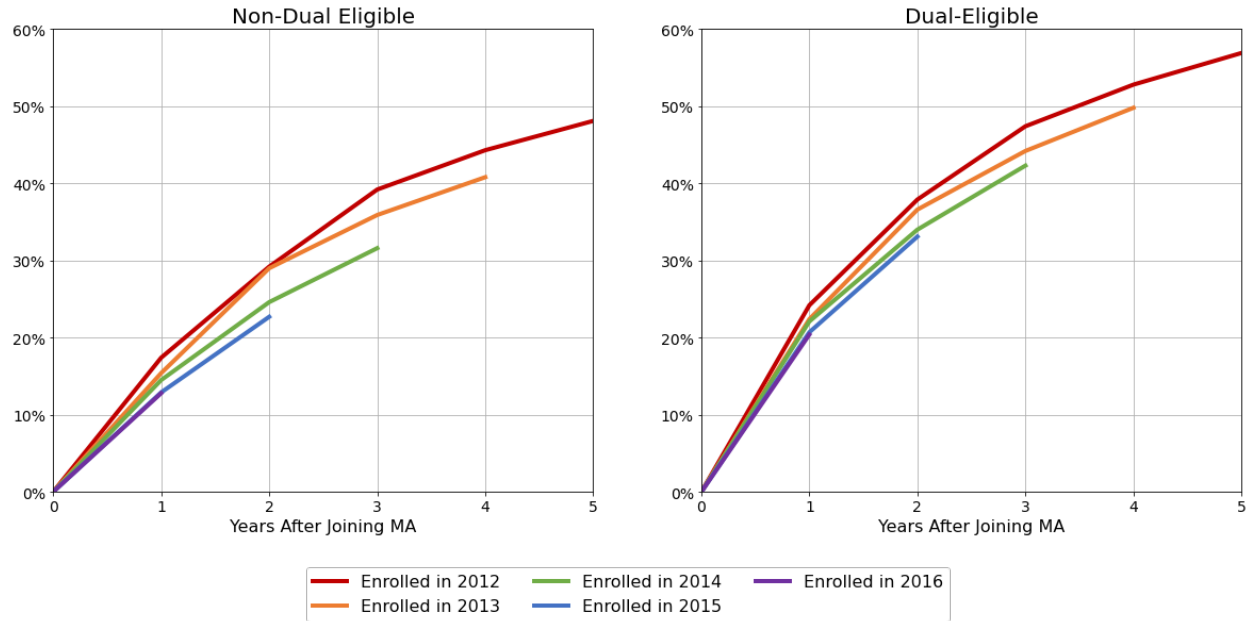 Non-Dual Eligible
60%
50%
40%
30%
20%
10%
0%
0 1 2 3 4 5
Years After Joining MA
Dual-Eligible
60%
50%
40%
30%
20%
10%
0%
0 1 2 3 4 5
Years After Joining MA
Enrolled in 2012
Enrolled in 2013
Enrolled in 2014
Enrolled in 2015
Enrolled in 2016